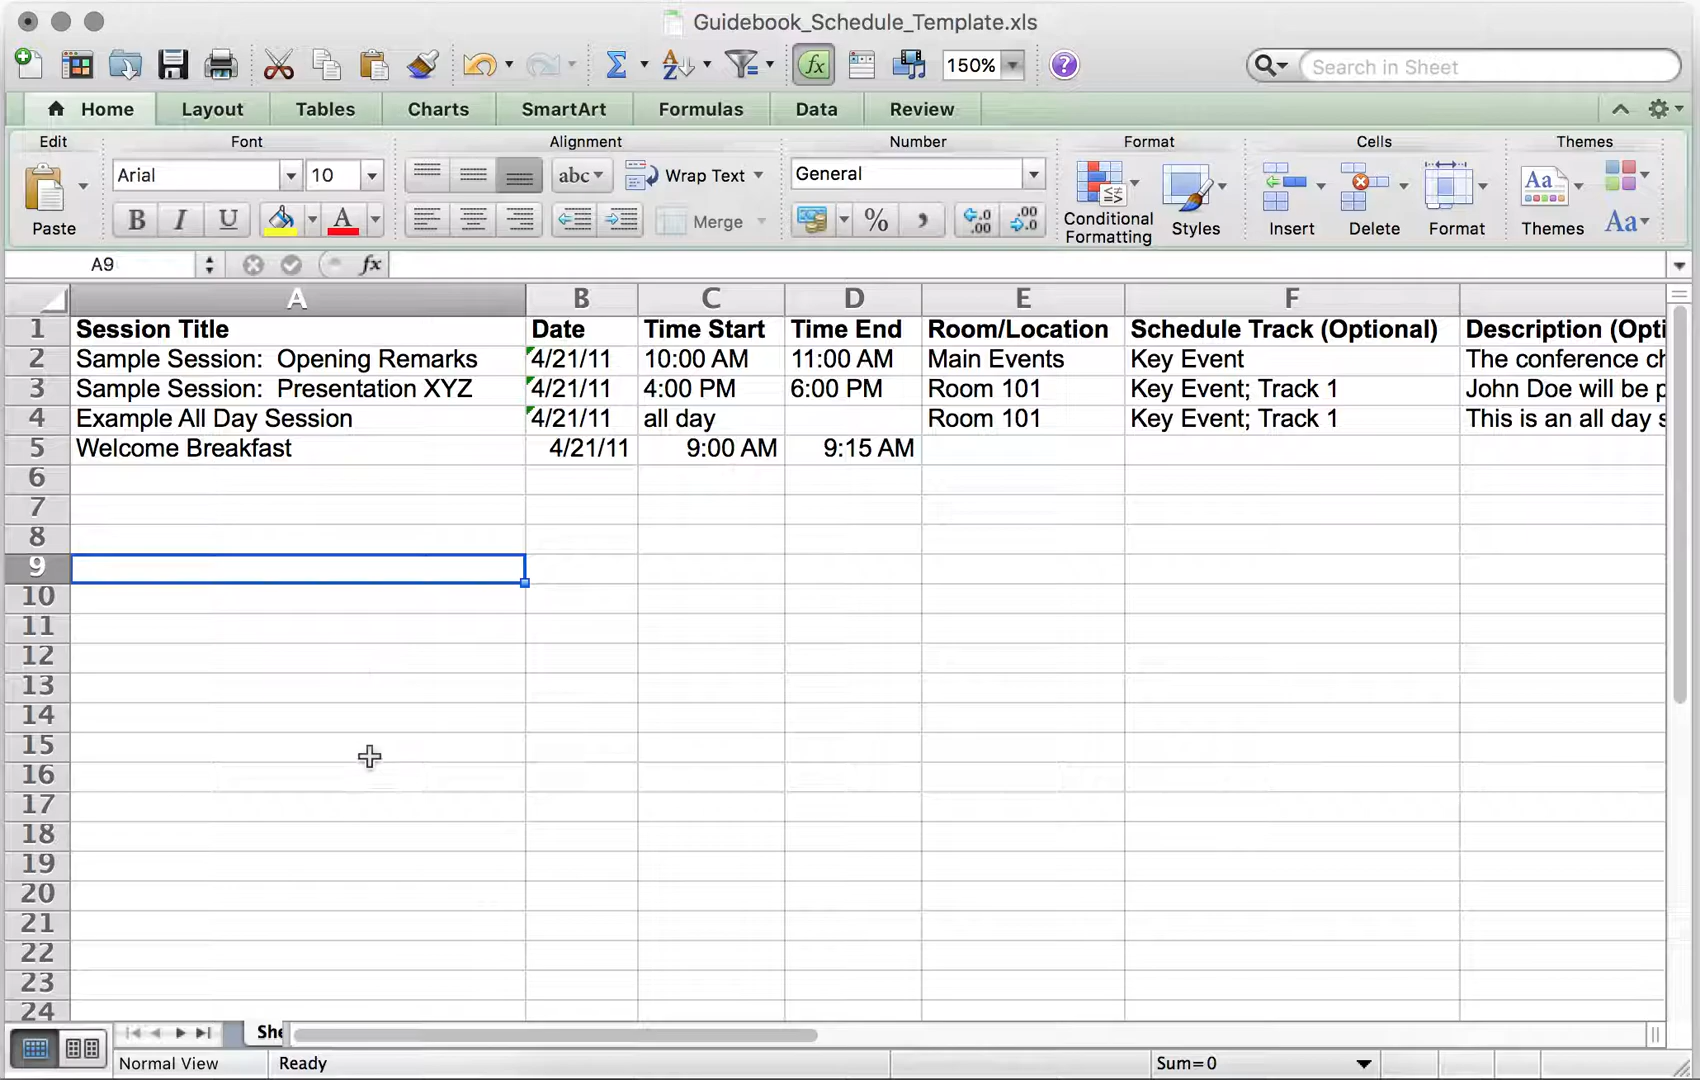 Guidebook_Schedule_Template.xls
150%
Search in Sheet
Home Layout Tables Charts SmartArt Formulas Data Review
Edit Font Alignment Number Format Cells Themes
Arial 10 abc Wrap Text General
Paste B I U A Merge % , .0 .00 .00 .0 Conditional Formatting Styles Insert Delete Format Aa Themes Aa
A9 fx
A B C D E F
1 Session Title Date Time Start Time End Room/Location Schedule Track (Optional) Description (Opti
2 Sample Session: Opening Remarks 4/21/11 10:00 AM 11:00 AM Main Events Key Event The conference ch
3 Sample Session: Presentation XYZ 4/21/11 4:00 PM 6:00 PM Room 101 Key Event; Track 1 John Doe will be p
4 Example All Day Session 4/21/11 all day Room 101 Key Event; Track 1 This is an all day s
5 Welcome Breakfast 4/21/11 9:00 AM 9:15 AM
6
7
8
9
10
11
12
13
14
15
16
17
18
19
20
21
22
23
24
She
Normal View Ready Sum=0